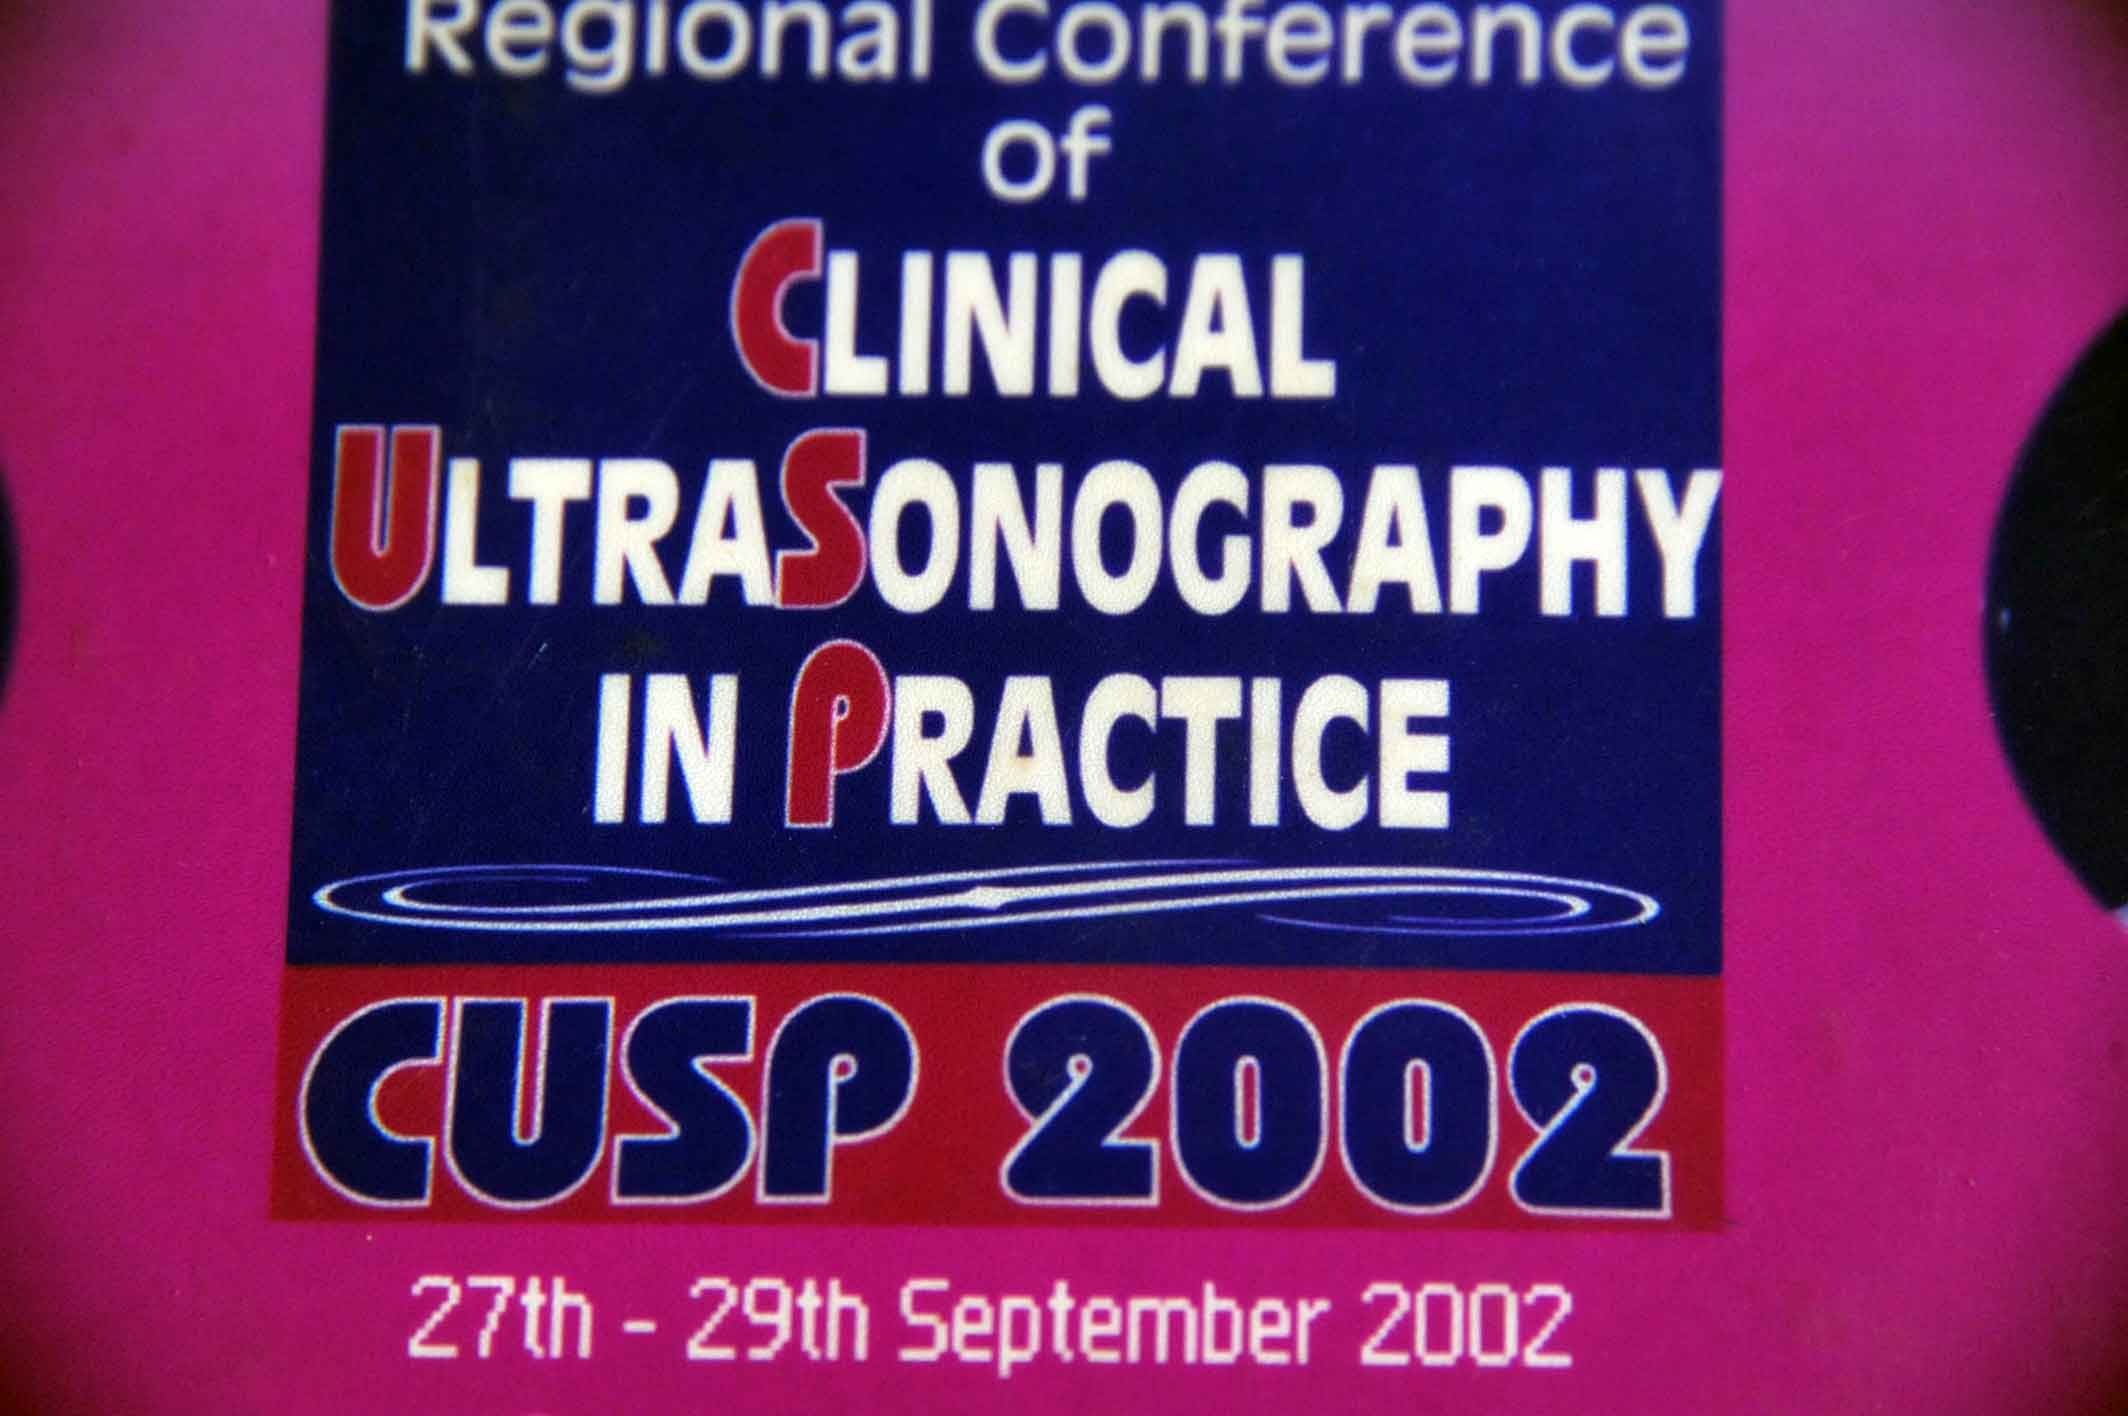 Regional Conference
of
CLINICAL
ULTRASONOGRAPHY
IN PRACTICE
CUSP 2002
27th - 29th September 2002